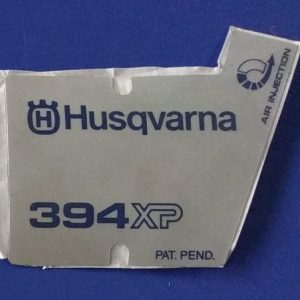 AIR INJECTION
Husqvarna
394XP
PAT. PEND.